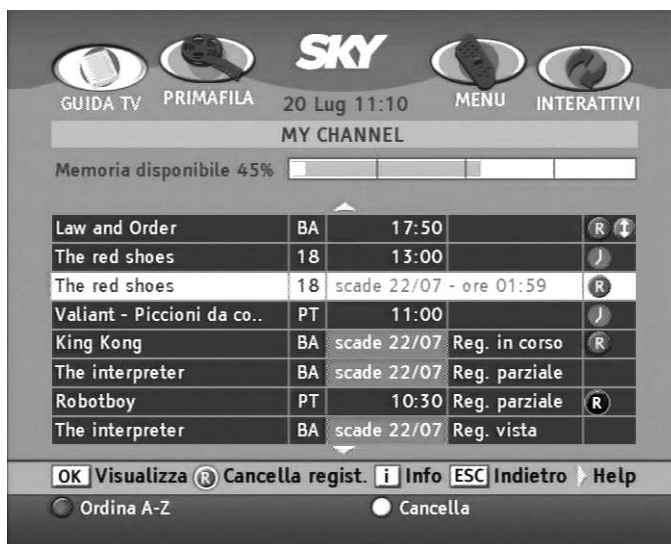 SKY
GUIDA TV PRIMAFILA 20 Lug 11:10 MENU INTERATTIVI
MY CHANNEL
Memoria disponibile 45%
Law and Order BA 17:50 R
The red shoes 18 13:00 J
The red shoes 18 scade 22/07 - ore 01:59 R
Valiant - Piccioni da co.. PT 11:00 J
King Kong BA scade 22/07 Reg. in corso R
The interpreter BA scade 22/07 Reg. parziale
Robotboy PT 10:30 Reg. parziale R
The interpreter BA scade 22/07 Reg. vista
OK Visualizza R Cancella regist. i Info ESC Indietro Help
Ordina A-Z Cancella